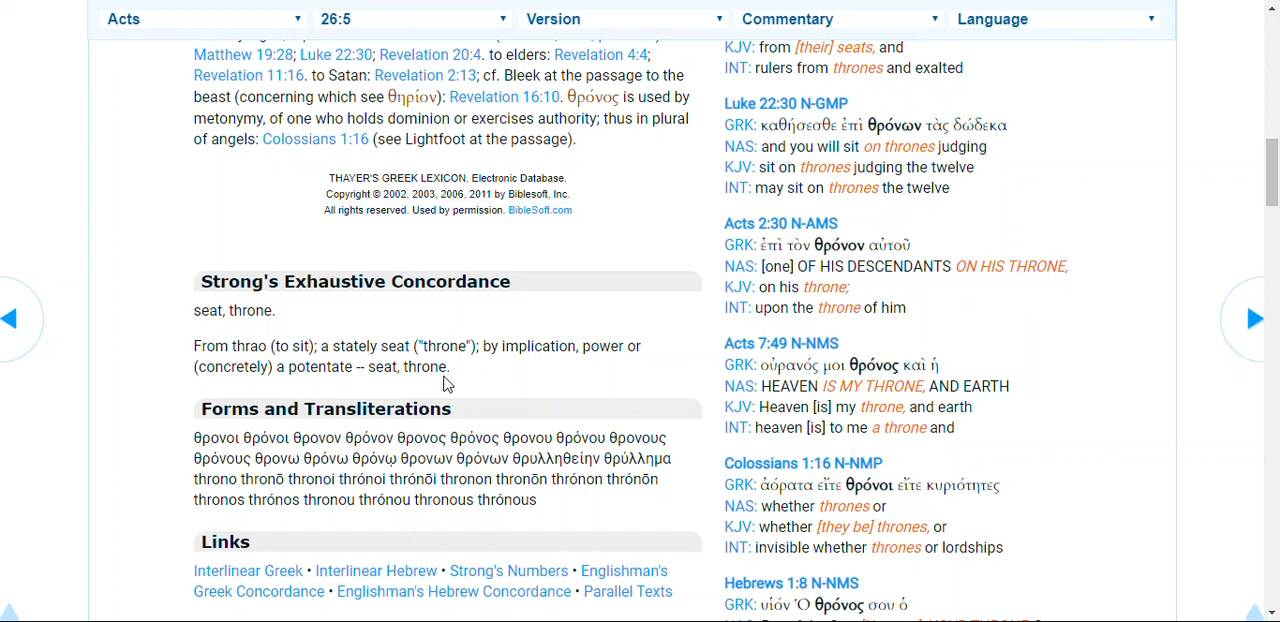 Acts 26:5 Version Commentary Language
Matthew 19:28; Luke 22:30; Revelation 20:4. to elders: Revelation 4:4;
Revelation 11:16. to Satan: Revelation 2:13; cf. Bleek at the passage to the
beast (concerning which see θηρίον): Revelation 16:10. θρόνος is used by
metonymy, of one who holds dominion or exercises authority; thus in plural
of angels: Colossians 1:16 (see Lightfoot at the passage).
THAYER'S GREEK LEXICON, Electronic Database.
Copyright © 2002, 2003, 2006, 2011 by Biblesoft, Inc.
All rights reserved. Used by permission. BibleSoft.com
Strong's Exhaustive Concordance
seat, throne.
From thrao (to sit); a stately seat ("throne"); by implication, power or
(concretely) a potentate -- seat, throne.
Forms and Transliterations
θρονοι θρόνοι θρονον θρόνον θρονος θρόνος θρονου θρόνου θρονους
θρόνους θρονω θρόνω θρόνῳ θρονων θρόνων θρυλληθείην θρύλλημα
throno thronō thronoi thrónoi thrónōi thronon thronōn thrónon thrónōn
thronos thrónos thronou thrónou thronous thrónous
Links
Interlinear Greek • Interlinear Hebrew • Strong's Numbers • Englishman's
Greek Concordance • Englishman's Hebrew Concordance • Parallel Texts
KJV: from [their] seats, and
INT: rulers from thrones and exalted
Luke 22:30 N-GMP
GRK: καθήσεσθε ἐπὶ θρόνων τὰς δώδεκα
NAS: and you will sit on thrones judging
KJV: sit on thrones judging the twelve
INT: may sit on thrones the twelve
Acts 2:30 N-AMS
GRK: ἐπὶ τὸν θρόνον αὐτοῦ
NAS: [one] OF HIS DESCENDANTS ON HIS THRONE,
KJV: on his throne;
INT: upon the throne of him
Acts 7:49 N-NMS
GRK: οὐρανός μοι θρόνος καὶ ἡ
NAS: HEAVEN IS MY THRONE, AND EARTH
KJV: Heaven [is] my throne, and earth
INT: heaven [is] to me a throne and
Colossians 1:16 N-NMP
GRK: ἀόρατα εἴτε θρόνοι εἴτε κυριότητες
NAS: whether thrones or
KJV: whether [they be] thrones, or
INT: invisible whether thrones or lordships
Hebrews 1:8 N-NMS
GRK: υἱόν Ὁ θρόνος σου ὁ